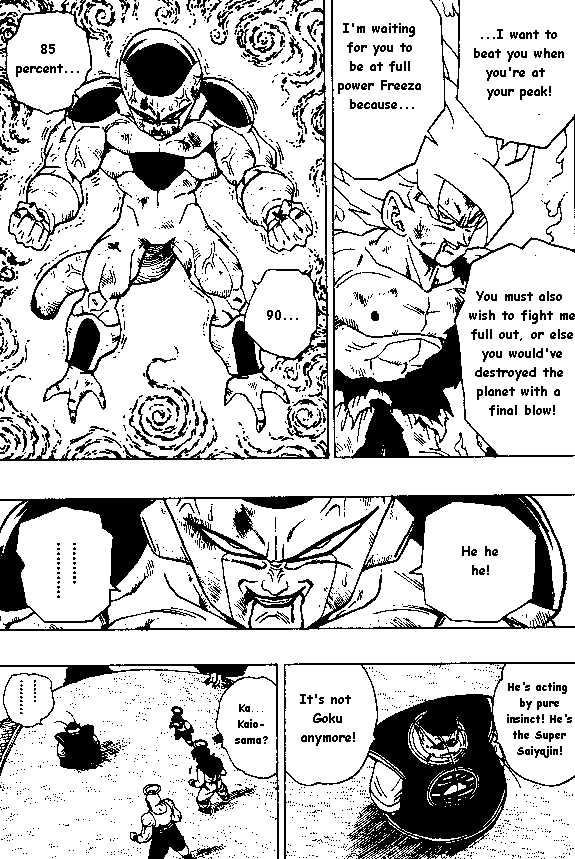 ...I want to
beat you when
you're at
your peak!
I'm waiting
for you to
be at full
power Freeza
because...
You must also
wish to fight me
full out, or else
you would've
destroyed the
planet with a
final blow!
85
percent...
90...
He he
he!
He's acting
by pure
insinct! He's
the Super
Saiyajin!
It's not
Goku
anymore!
Ka...
Kaio-
sama?